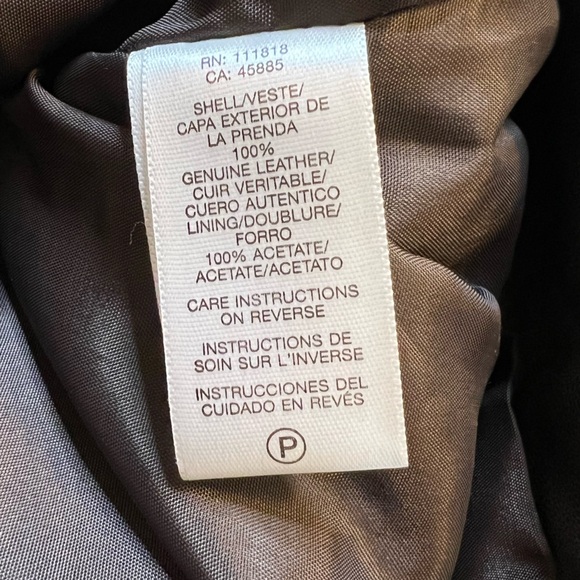 RN: 111818
CA: 45885
SHELL/VESTE/
CAPA EXTERIOR DE
LA PRENDA
100%
GENUINE LEATHER/
CUIR VERITABLE/
CUERO AUTENTICO
LINING/DOUBLURE/
FORRO
100% ACETATE/
ACETATE/ACETATO
CARE INSTRUCTIONS
ON REVERSE
INSTRUCTIONS DE
SOIN SUR L'INVERSE
INSTRUCCIONES DEL
CUIDADO EN REVÉS
P